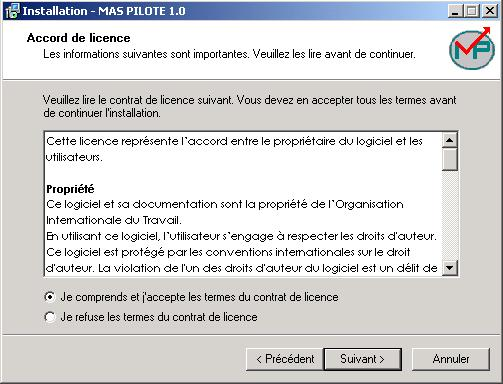 Installation - MAS PILOTE 1.0
Accord de licence
Les informations suivantes sont importantes. Veuillez les lire avant de continuer.
MP
Veuillez lire le contrat de licence suivant. Vous devez en accepter tous les termes avant
de continuer l'installation.
Cette licence représente l`accord entre le propriétaire du logiciel et les
utilisateurs.
Propriété
Ce logiciel et sa documentation sont la propriété de l`Organisation
Internationale du Travail.
En utilisant ce logiciel, l`utilisateur s`engage à respecter les droits d'auteur.
Ce logiciel est protégé par les conventions internationales sur le droit
d'auteur. La violation de l'un des droits d'auteur du logiciel est un délit de
Je comprends et j'accepte les termes du contrat de licence
Je refuse les termes du contrat de licence
< Précédent
Suivant >
Annuler